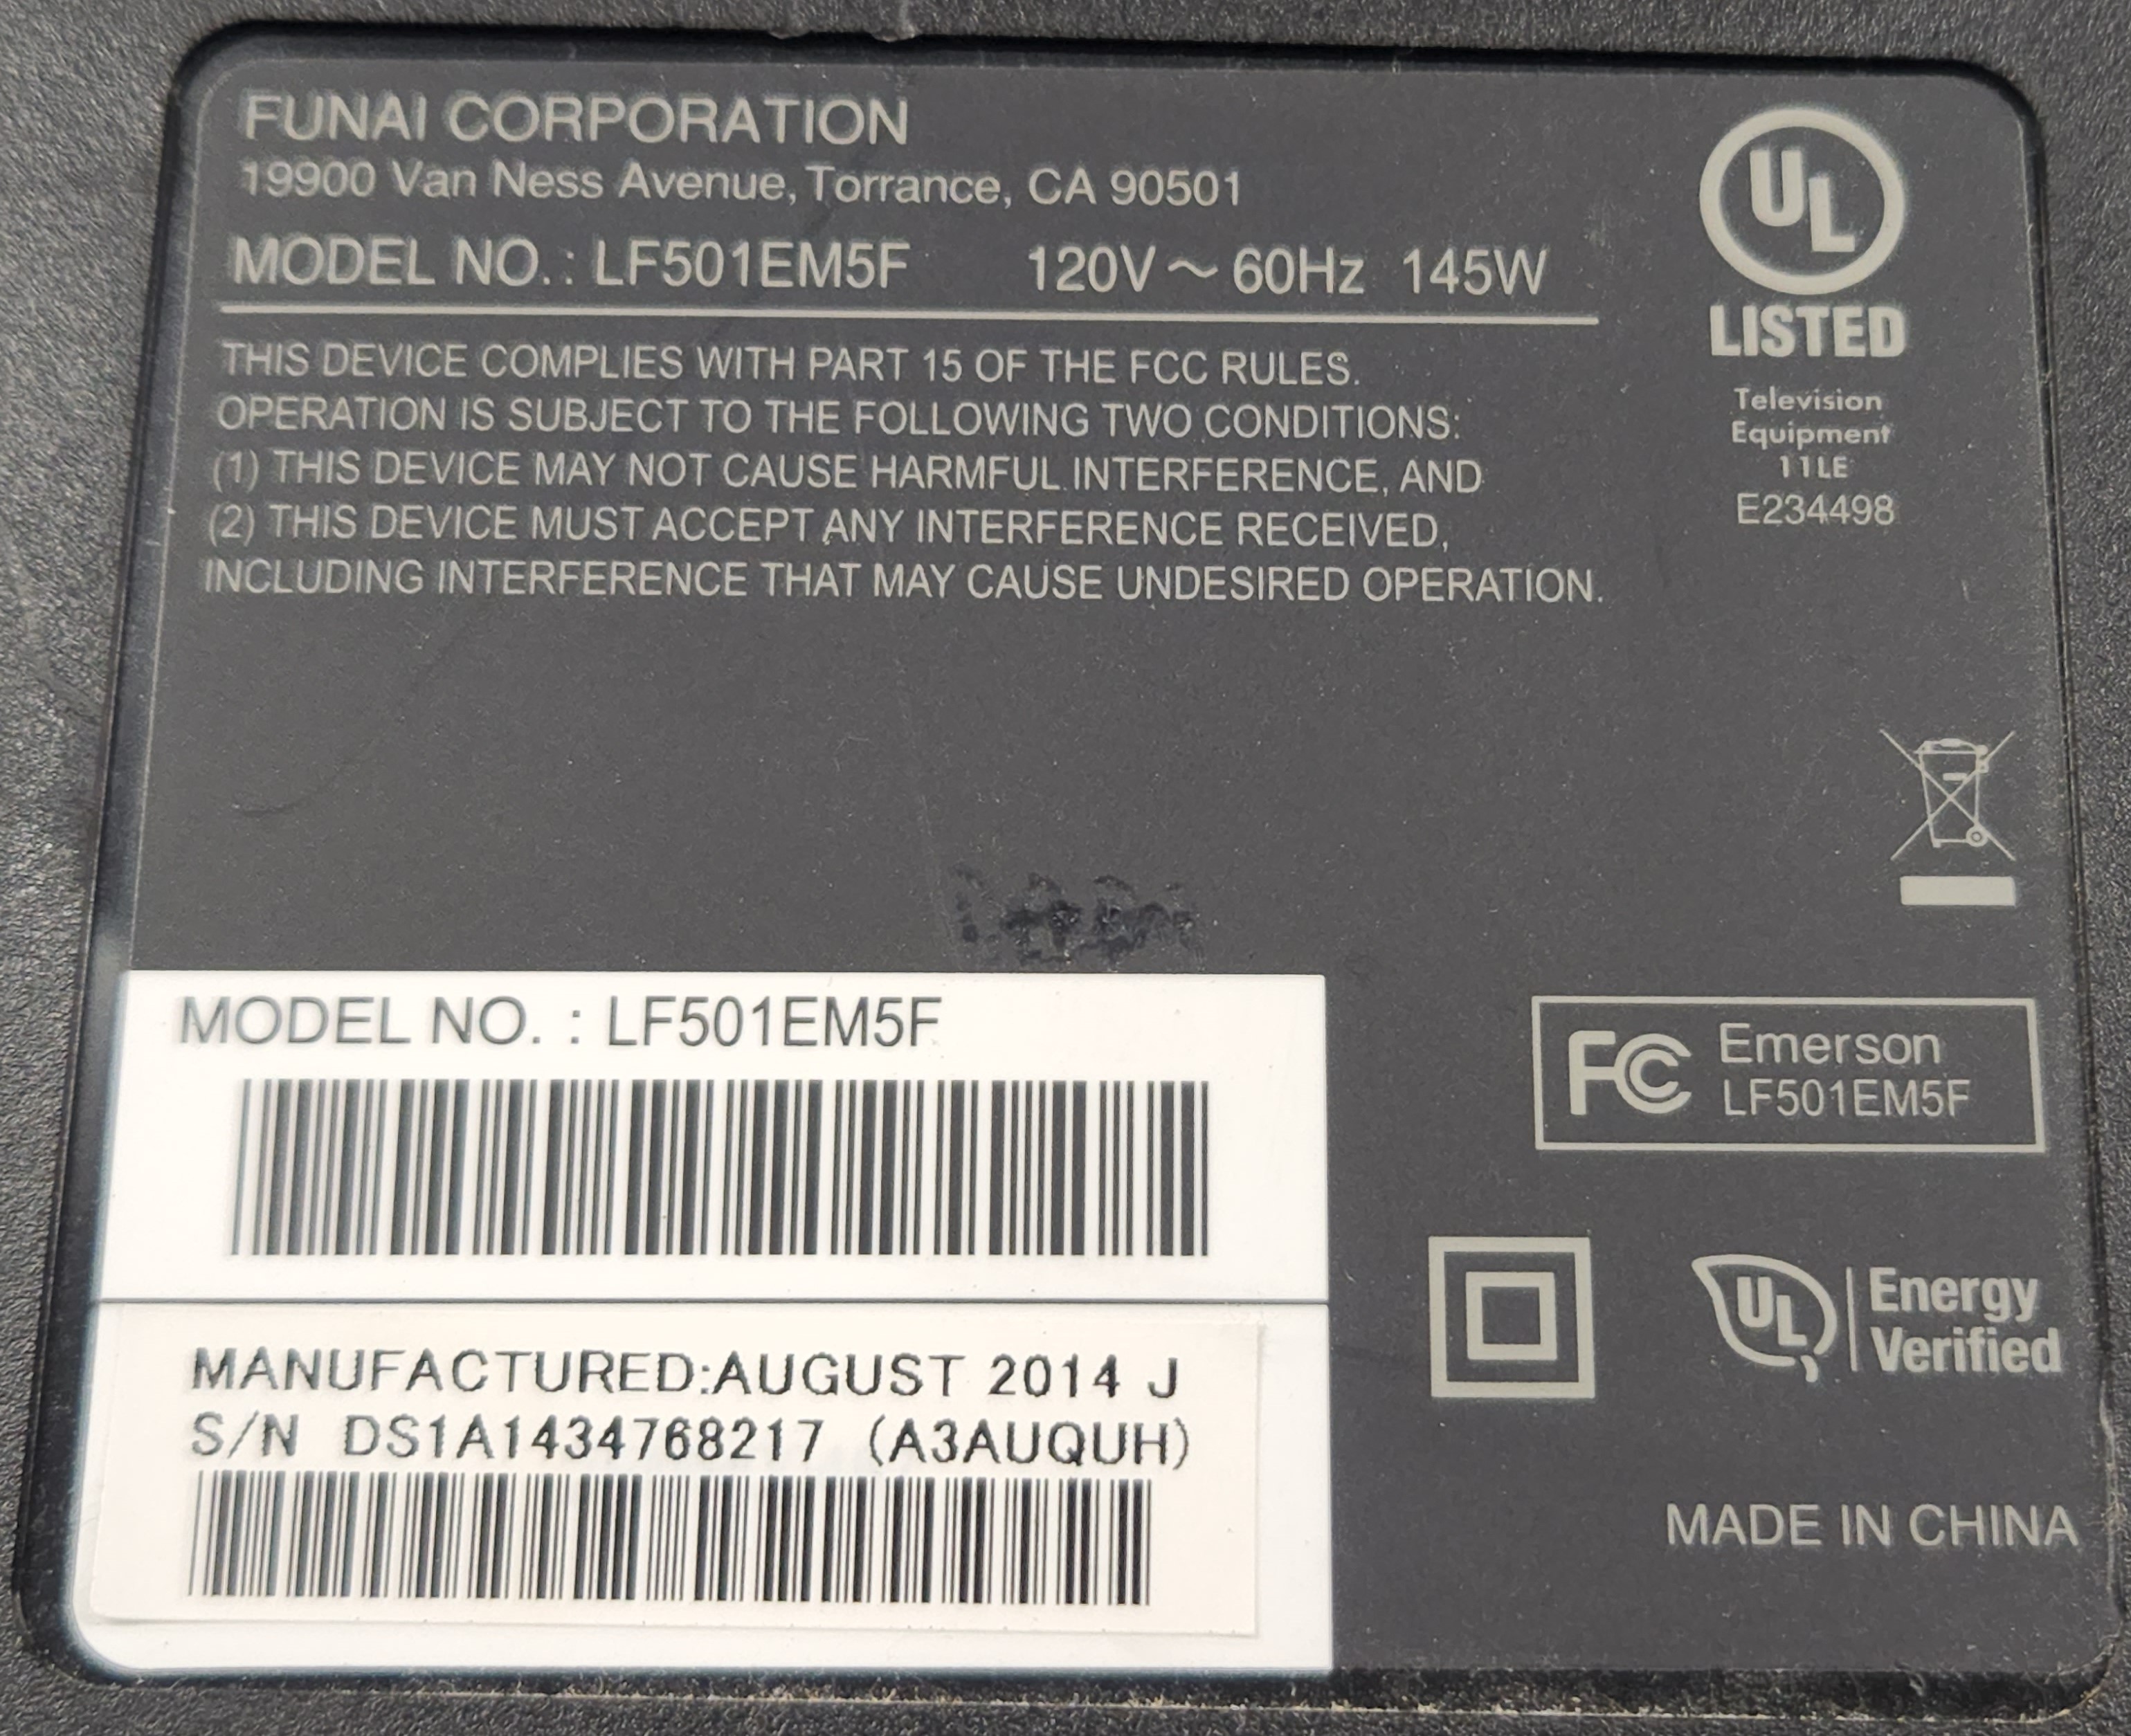 FUNAI CORPORATION
19900 Van Ness Avenue, Torrance, CA 90501
MODEL NO.: LF501EM5F 120V~60Hz 145W
THIS DEVICE COMPLIES WITH PART 15 OF THE FCC RULES.
OPERATION IS SUBJECT TO THE FOLLOWING TWO CONDITIONS:
(1) THIS DEVICE MAY NOT CAUSE HARMFUL INTERFERENCE, AND
(2) THIS DEVICE MUST ACCEPT ANY INTERFERENCE RECEIVED,
INCLUDING INTERFERENCE THAT MAY CAUSE UNDESIRED OPERATION.
UL
LISTED
Television
Equipment
11LE
E234498
MODEL NO. : LF501EM5F
MANUFACTURED:AUGUST 2014 J
S/N DS1A1434768217 (A3AUQUH)
FC Emerson
LF501EM5F
UL Energy
Verified
MADE IN CHINA